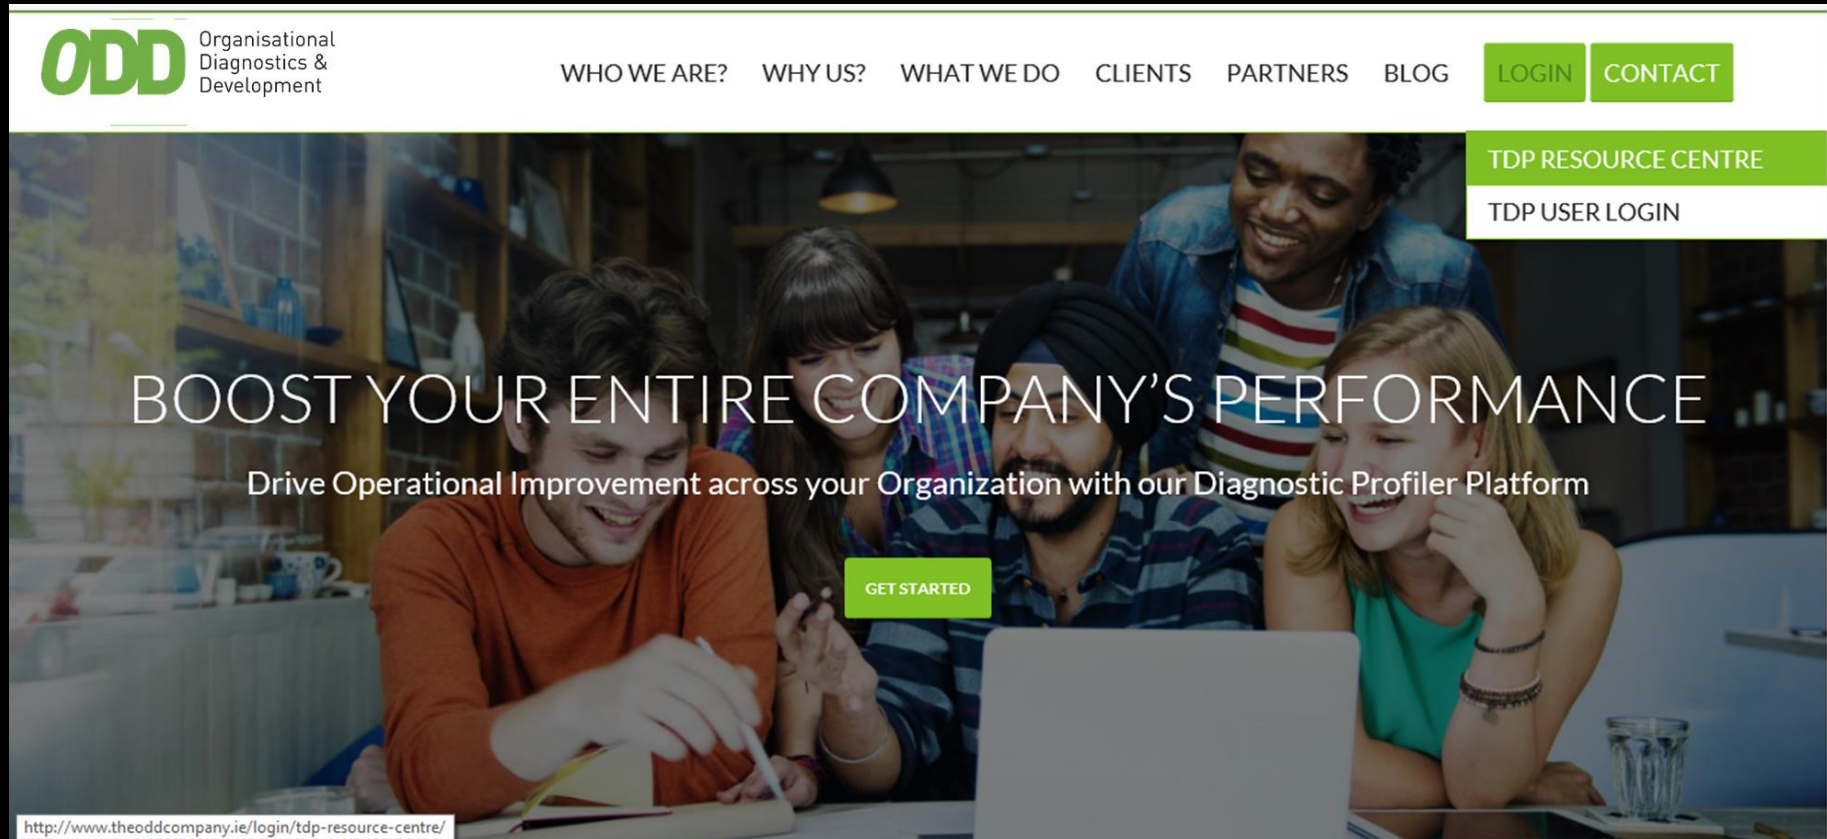 ODD
Organisational
Diagnostics &
Development
WHO WE ARE? WHY US? WHAT WE DO CLIENTS PARTNERS BLOG LOGIN CONTACT
TDP RESOURCE CENTRE
TDP USER LOGIN
BOOST YOUR ENTIRE COMPANY’S PERFORMANCE
Drive Operational Improvement across your Organization with our Diagnostic Profiler Platform
GET STARTED
http://www.theoddcompany.ie/login/tdp-resource-centre/